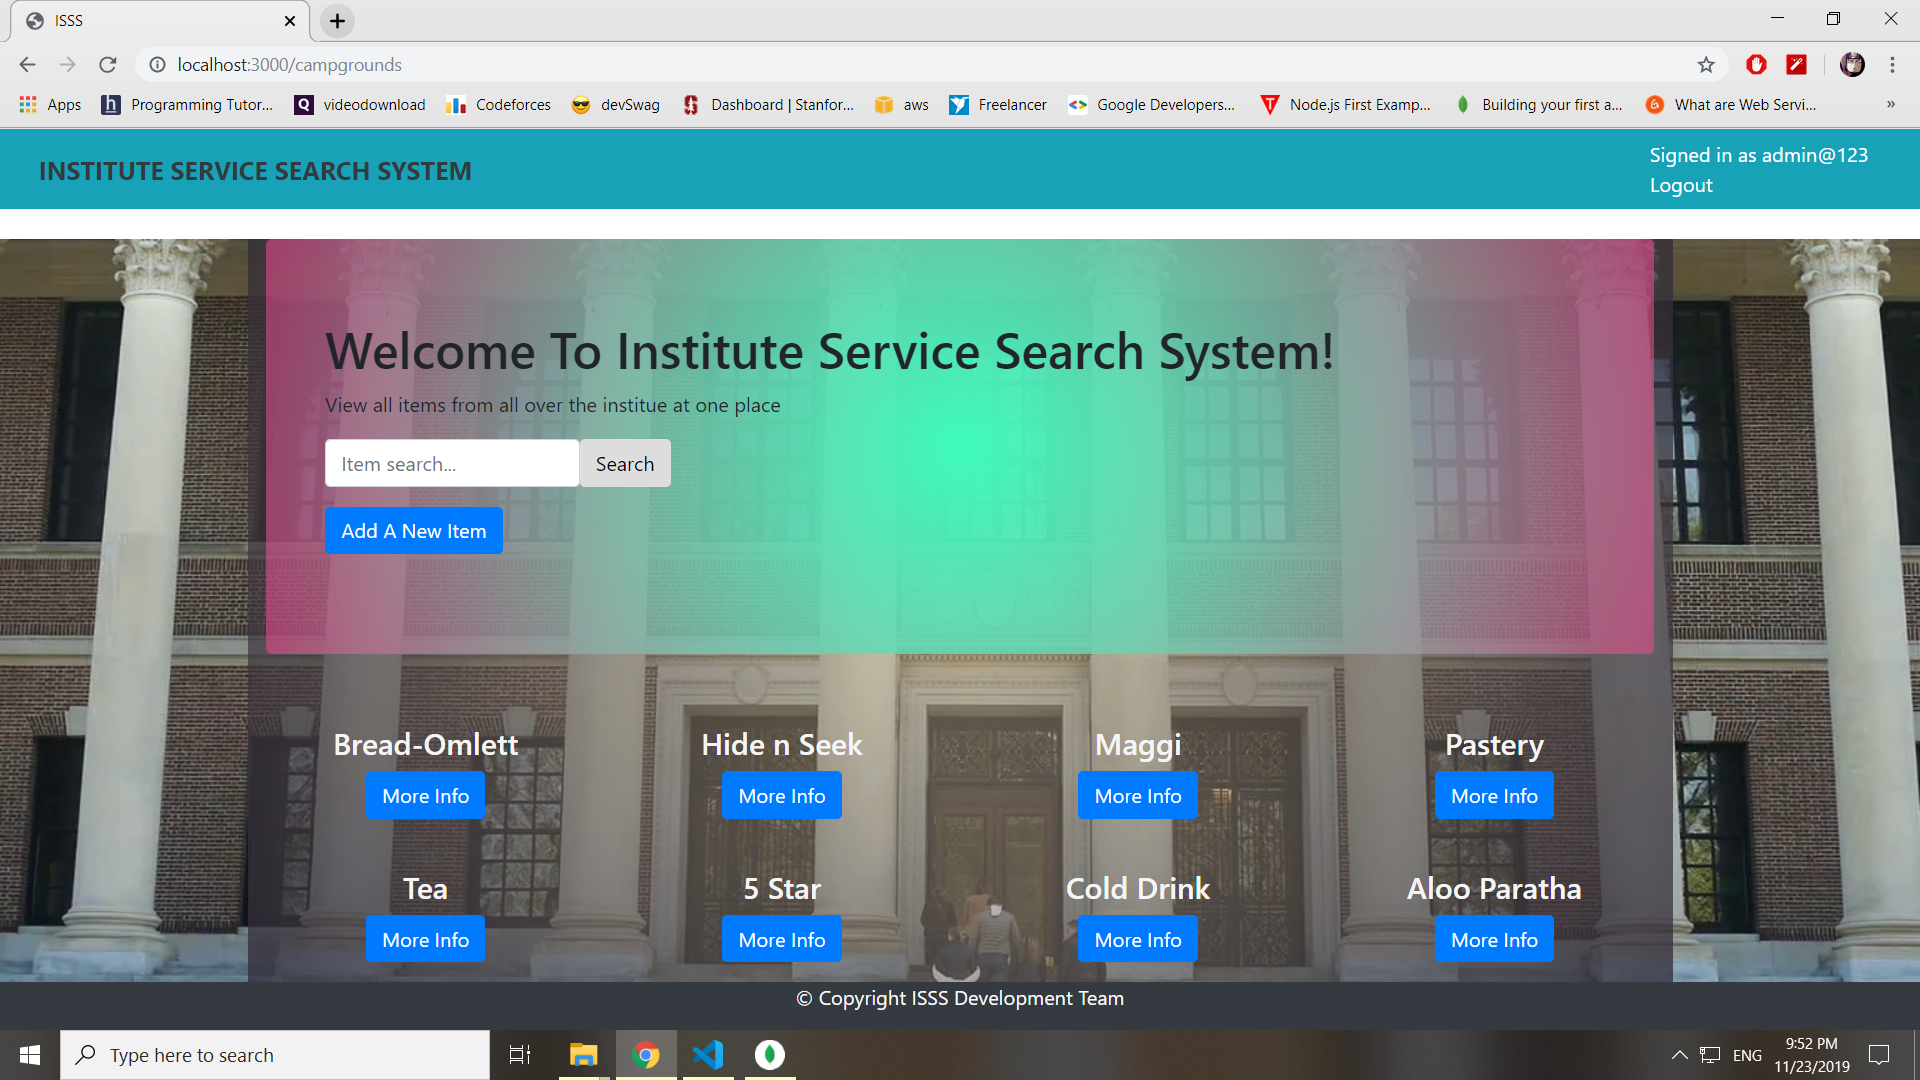 ISSS
localhost:3000/campgrounds
Apps
Programming Tutor...
videodownload
Codeforces
devSwag
Dashboard | Stanfor...
aws
Freelancer
Google Developers...
Node.js First Examp...
Building your first a...
What are Web Servi...
»
INSTITUTE SERVICE SEARCH SYSTEM
Signed in as admin@123
Logout
Welcome To Institute Service Search System!
View all items from all over the institue at one place
Item search...
Search
Add A New Item
Bread-Omlett
Hide n Seek
Maggi
Pastery
More Info
More Info
More Info
More Info
Tea
5 Star
Cold Drink
Aloo Paratha
More Info
More Info
More Info
More Info
© Copyright ISSS Development Team
Type here to search
ENG
9:52 PM
11/23/2019